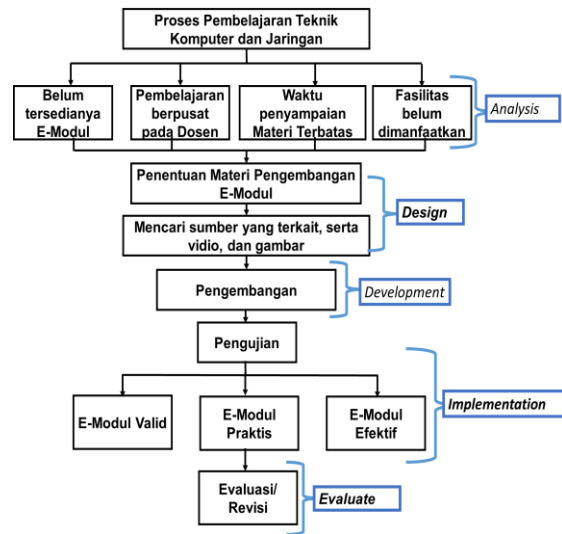 Proses Pembelajaran Teknik
Komputer dan Jaringan
Belum
tersedianya
E-Modul
Pembelajaran
berpusat
pada Dosen
Waktu
penyampaian
Materi Terbatas
Fasilitas
belum
dimanfaatkan
Analysis
Penentuan Materi Pengembangan
E-Modul
Design
Mencari sumber yang terkait, serta
vidio, dan gambar
Pengembangan
Development
Pengujian
E-Modul Valid
E-Modul
Praktis
E-Modul
Efektif
Implementation
Evaluasi/
Revisi
Evaluate